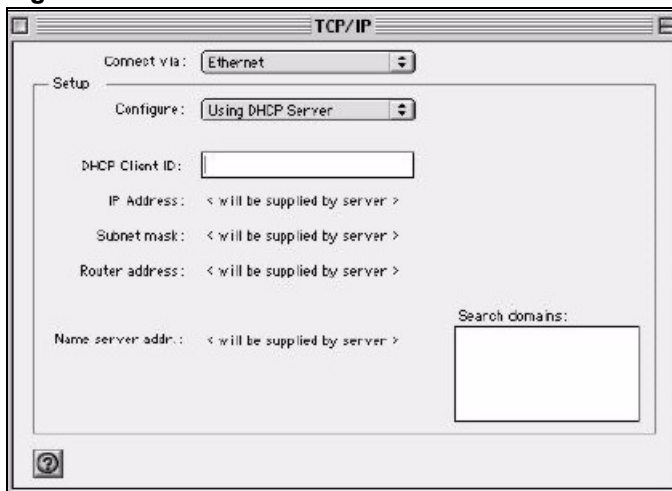 TCP/IP
Connect via: Ethernet
Setup
Configure: Using DHCP Server
DHCP Client ID:
IP Address: < will be supplied by server >
Subnet mask: < will be supplied by server >
Router address: < will be supplied by server >
Search domains:
Name server addr.: < will be supplied by server >
?